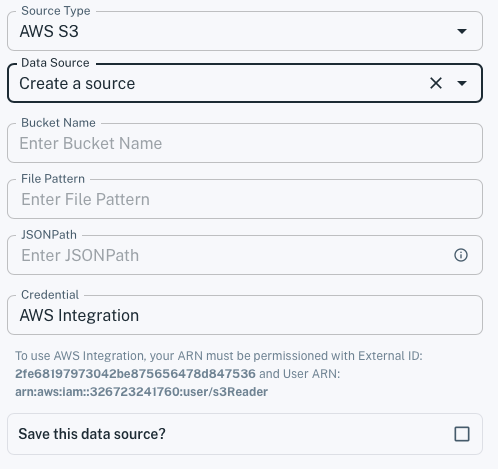 Source Type
AWS S3
Data Source
Create a source
Bucket Name
Enter Bucket Name
File Pattern
Enter File Pattern
JSONPath
Enter JSONPath
Credential
AWS Integration
To use AWS Integration, your ARN must be permissioned with External ID:
2fe68197973042be875656478d847536 and User ARN:
arn:aws:iam::326723241760:user/s3Reader
Save this data source?